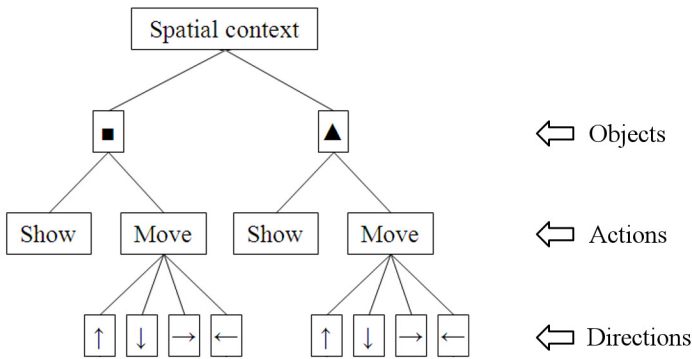 Spatial context
■ ▲ Objects
Show Move Show Move Actions
↑ ↓ → ← ↑ ↓ → ← Directions